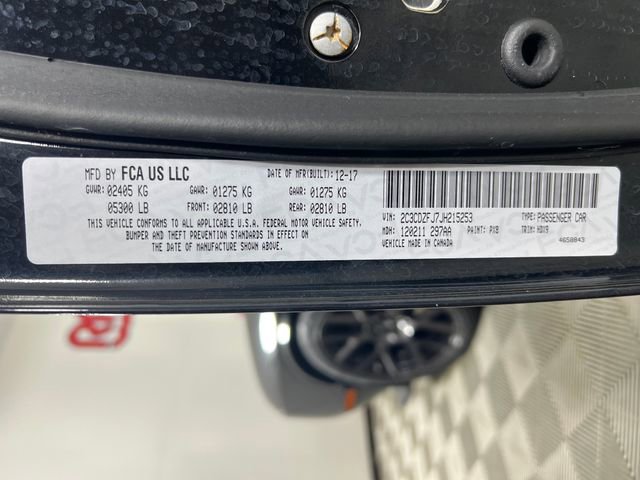 MFD BY FCA US LLC DATE OF MFR(BUILT): 12-17
GVWR: 02405 KG GAWR: 01275 KG GAWR: 01275 KG
05300 LB FRONT: 02810 LB REAR: 02810 LB
THIS VEHICLE CONFORMS TO ALL APPLICABLE U.S.A. FEDERAL MOTOR VEHICLE SAFETY,
BUMPER AND THEFT PREVENTION STANDARDS IN EFFECT ON
THE DATE OF MANUFACTURE SHOWN ABOVE.
VIN: 2C3CDZFJ7JH215253 TYPE: PASSENGER CAR
MDH: 120211 297AA PAINT: PX8 TRIM: HDX9
VEHICLE MADE IN CANADA 4658843